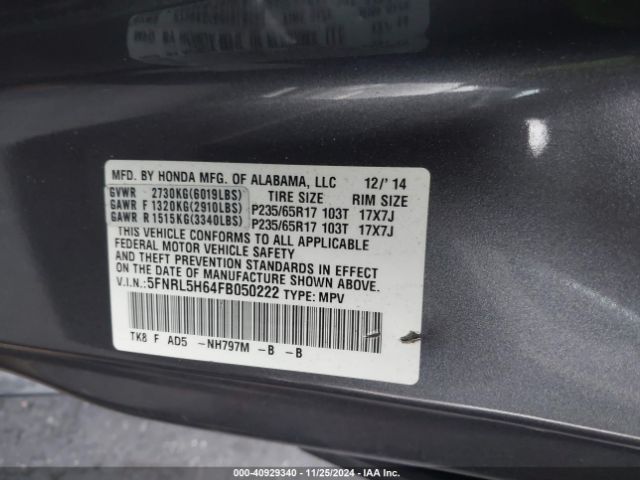 MFD. BY HONDA MFG. OF ALABAMA, LLC 12/'14
TIRE SIZE RIM SIZE
GVWR 2730KG(6019LBS)
GAWR F 1320KG(2910LBS) P235/65R17 103T 17X7J
GAWR R 1515KG(3340LBS) P235/65R17 103T 17X7J
THIS VEHICLE CONFORMS TO ALL APPLICABLE
FEDERAL MOTOR VEHICLE SAFETY
AND THEFT PREVENTION STANDARDS IN EFFECT
ON THE DATE OF MANUFACTURE SHOWN ABOVE.
V.I.N.: 5FNRL5H64FB050222 TYPE: MPV
TK8 F AD5 -NH797M -B -B
000-40929340 - 11/25/2024 - IAA Inc.